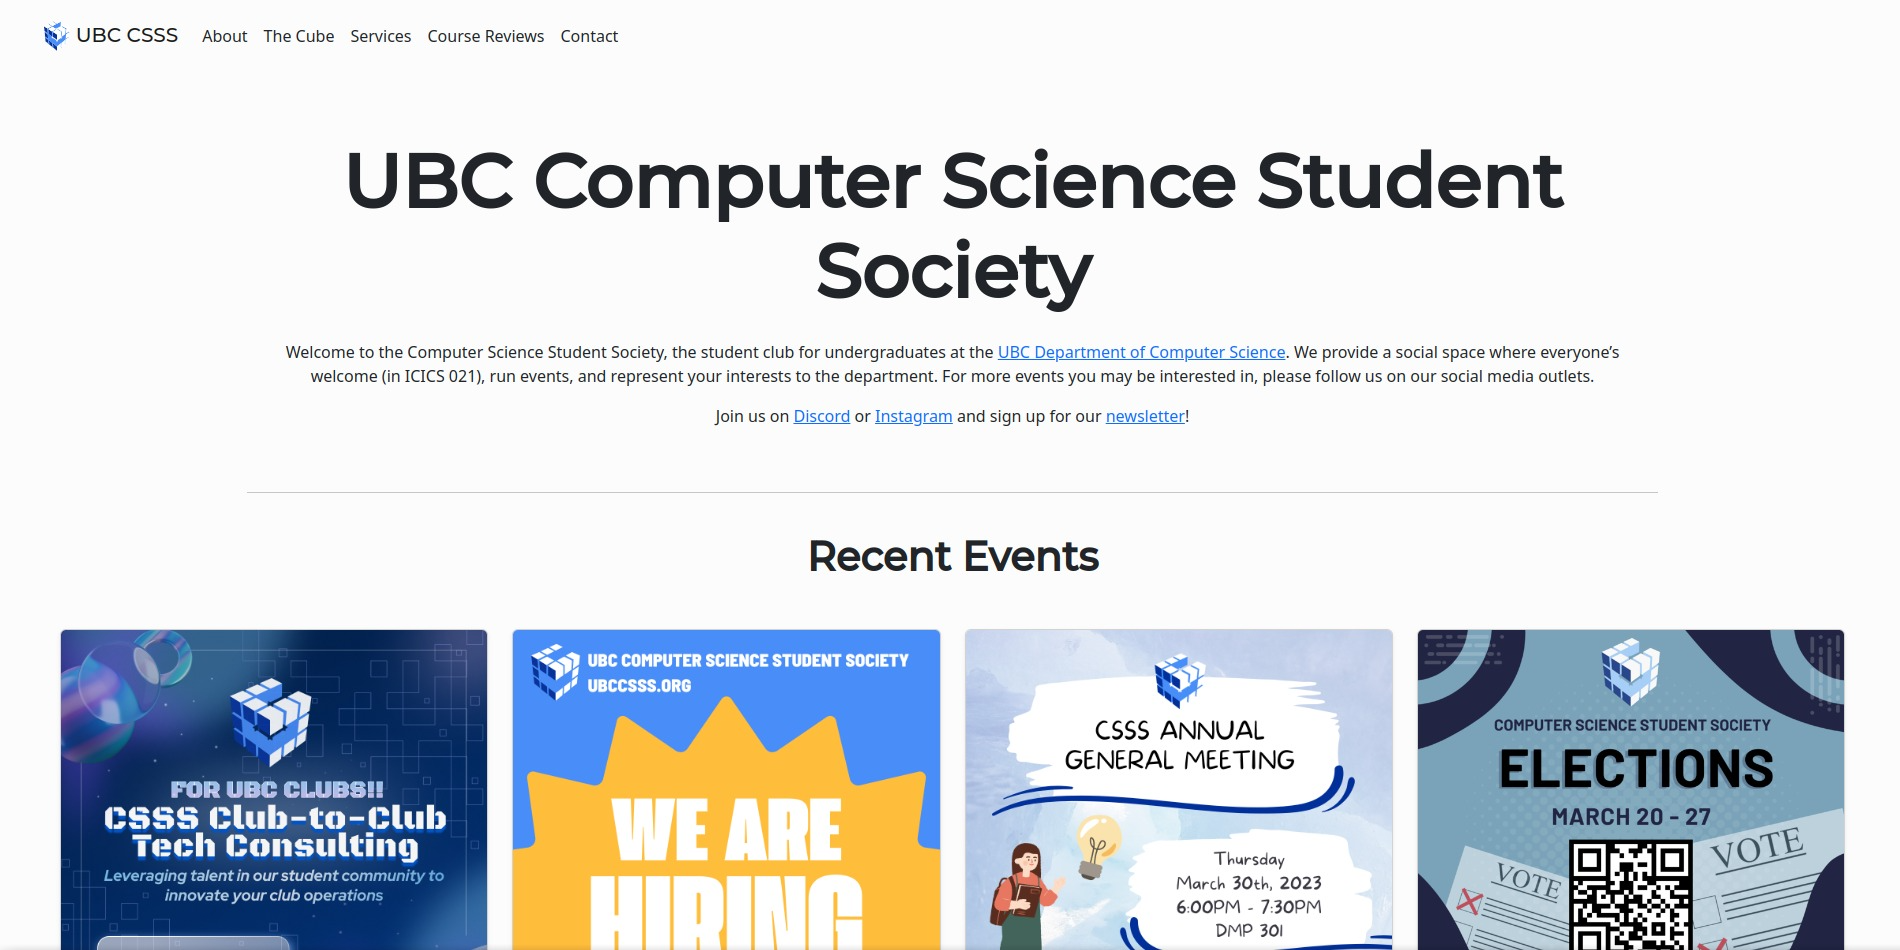 UBC CSSS
About
The Cube
Services
Course Reviews
Contact
UBC Computer Science Student
Society
Welcome to the Computer Science Student Society, the student club for undergraduates at the UBC Department of Computer Science. We provide a social space where everyone’s
welcome (in ICICS 021), run events, and represent your interests to the department. For more events you may be interested in, please follow us on our social media outlets.
Join us on Discord or Instagram and sign up for our newsletter!
Recent Events
FOR UBC CLUBS!!
CSSS Club-to-Club
Tech Consulting
Leveraging talent in our student community to
innovate your club operations
UBC COMPUTER SCIENCE STUDENT SOCIETY
UBCCSSS.ORG
WE ARE
HIRING
CSSS ANNUAL
GENERAL MEETING
Thursday
March 30th, 2023
6:00PM - 7:30PM
DMP 301
COMPUTER SCIENCE STUDENT SOCIETY
ELECTIONS
MARCH 20 - 27
VOTE
VOTE